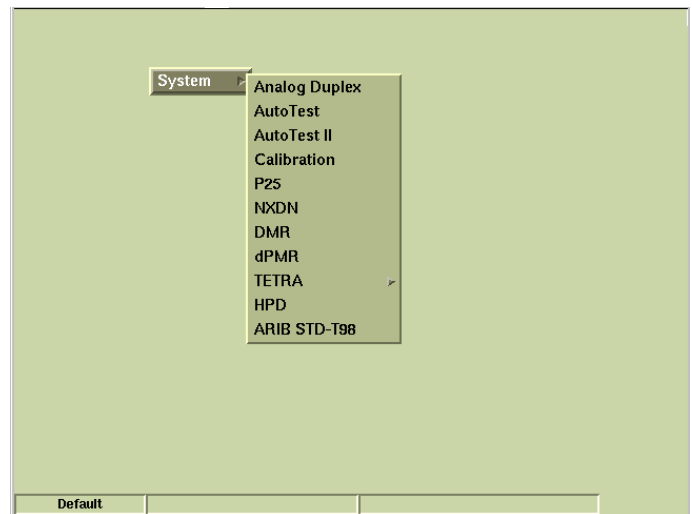 System
Analog Duplex
AutoTest
AutoTest II
Calibration
P25
NXDN
DMR
dPMR
TETRA
HPD
ARIB STD-T98
Default